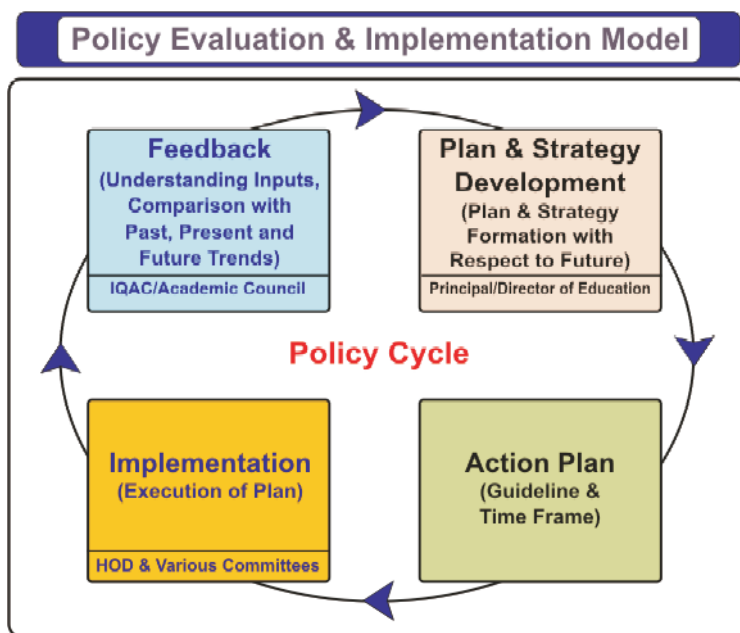 Policy Evaluation & Implementation Model
Feedback
(Understanding Inputs,
Comparison with
Past, Present and
Future Trends)
IQAC/Academic Council
Plan & Strategy
Development
(Plan & Strategy
Formation with
Respect to Future)
Principal/Director of Education
Policy Cycle
Implementation
(Execution of Plan)
HOD & Various Committees
Action Plan
(Guideline &
Time Frame)